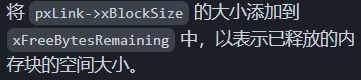 将 pxLink->xBlockSize 的大小添加到
xFreeBytesRemaining 中，以表示已释放的内
存块的空间大小。